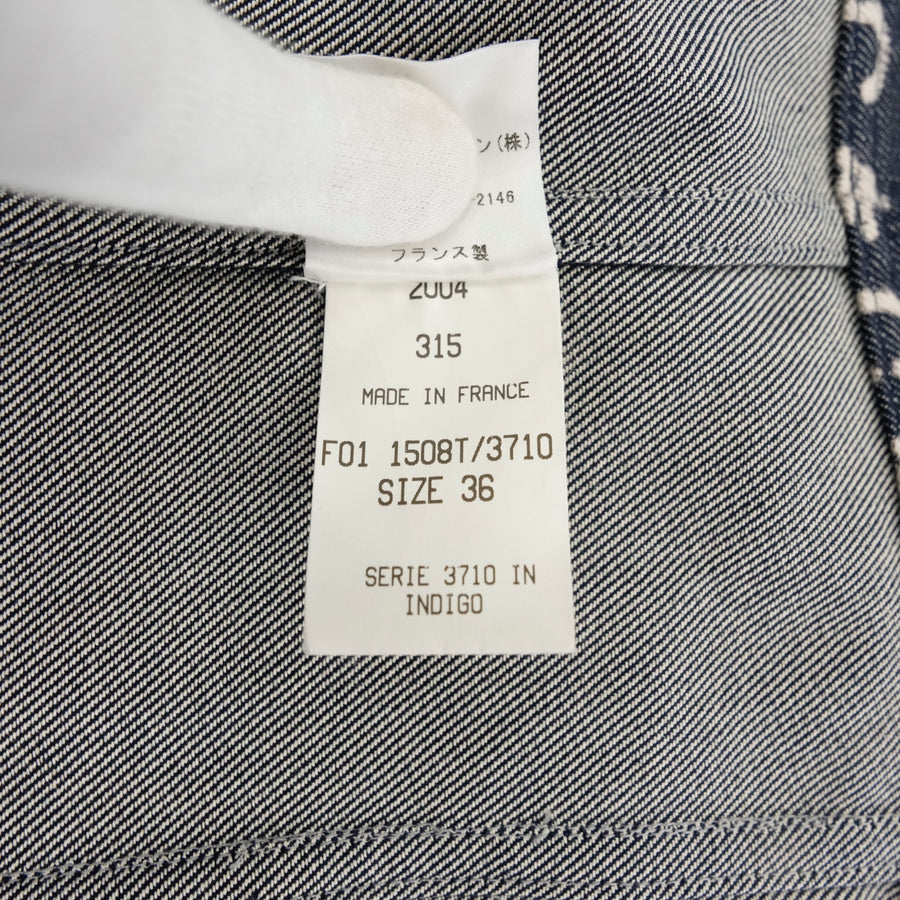 ン(株)
-2146
フランス製
2004
315
MADE IN FRANCE
F01 1508T/3710
SIZE 36
SERIE 3710 IN
INDIGO